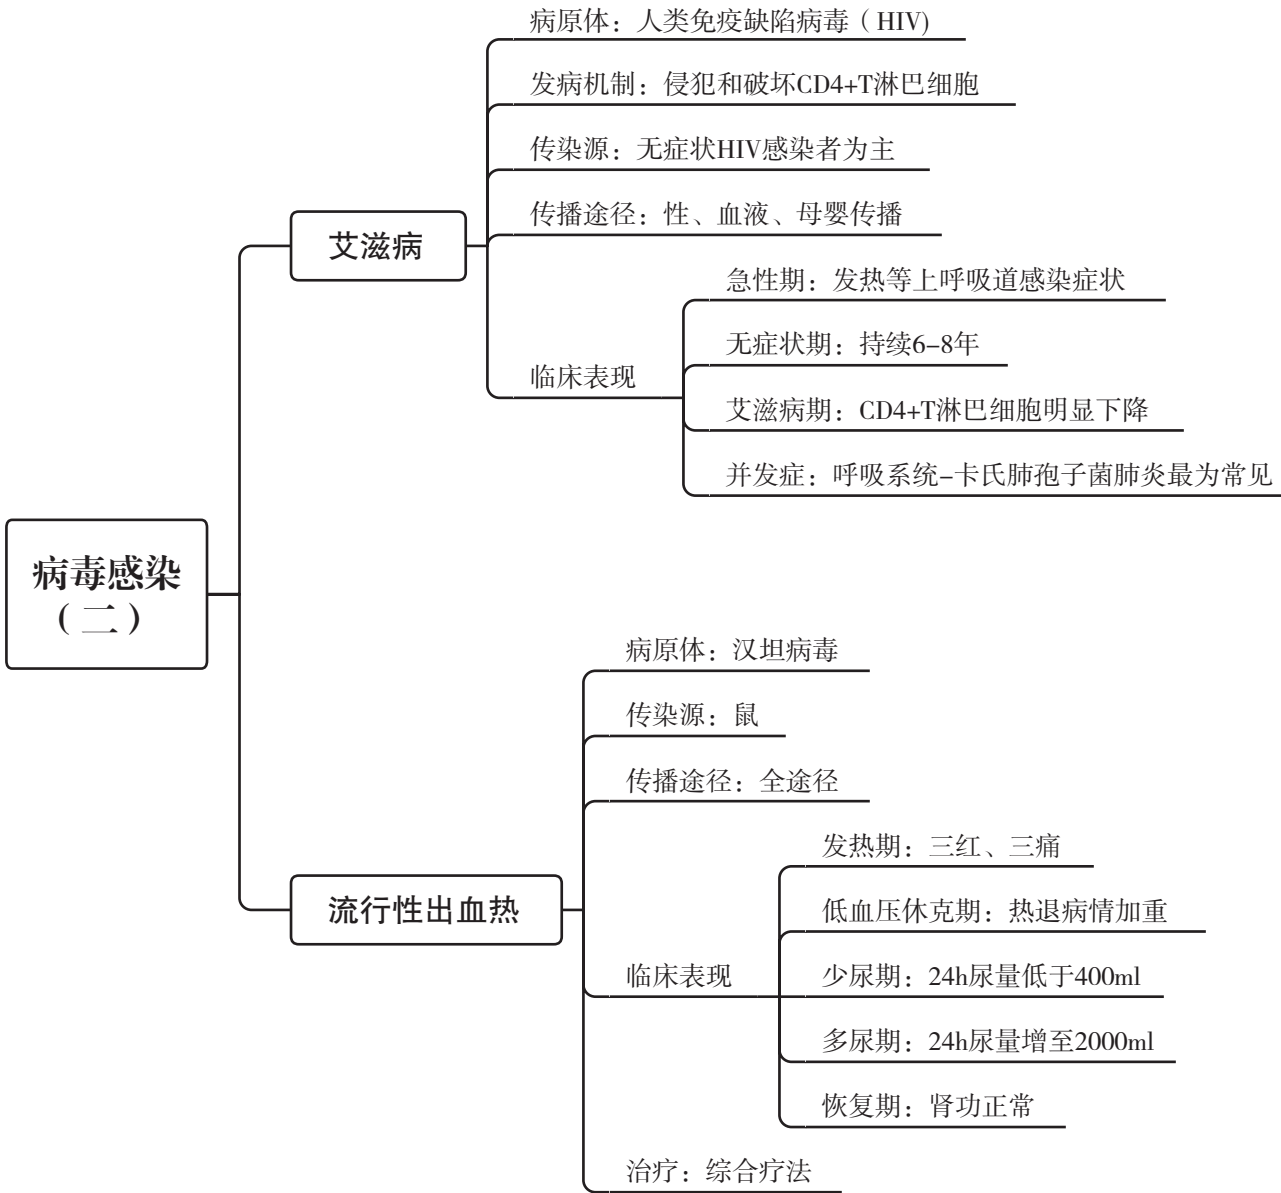 病毒感染
（二）
艾滋病
病原体：人类免疫缺陷病毒（HIV)
发病机制：侵犯和破坏CD4+T淋巴细胞
传染源：无症状HIV感染者为主
传播途径：性、血液、母婴传播
临床表现
急性期：发热等上呼吸道感染症状
无症状期：持续6-8年
艾滋病期：CD4+T淋巴细胞明显下降
并发症：呼吸系统-卡氏肺孢子菌肺炎最为常见
流行性出血热
病原体：汉坦病毒
传染源：鼠
传播途径：全途径
临床表现
发热期：三红、三痛
低血压休克期：热退病情加重
少尿期：24h尿量低于400ml
多尿期：24h尿量增至2000ml
恢复期：肾功正常
治疗：综合疗法